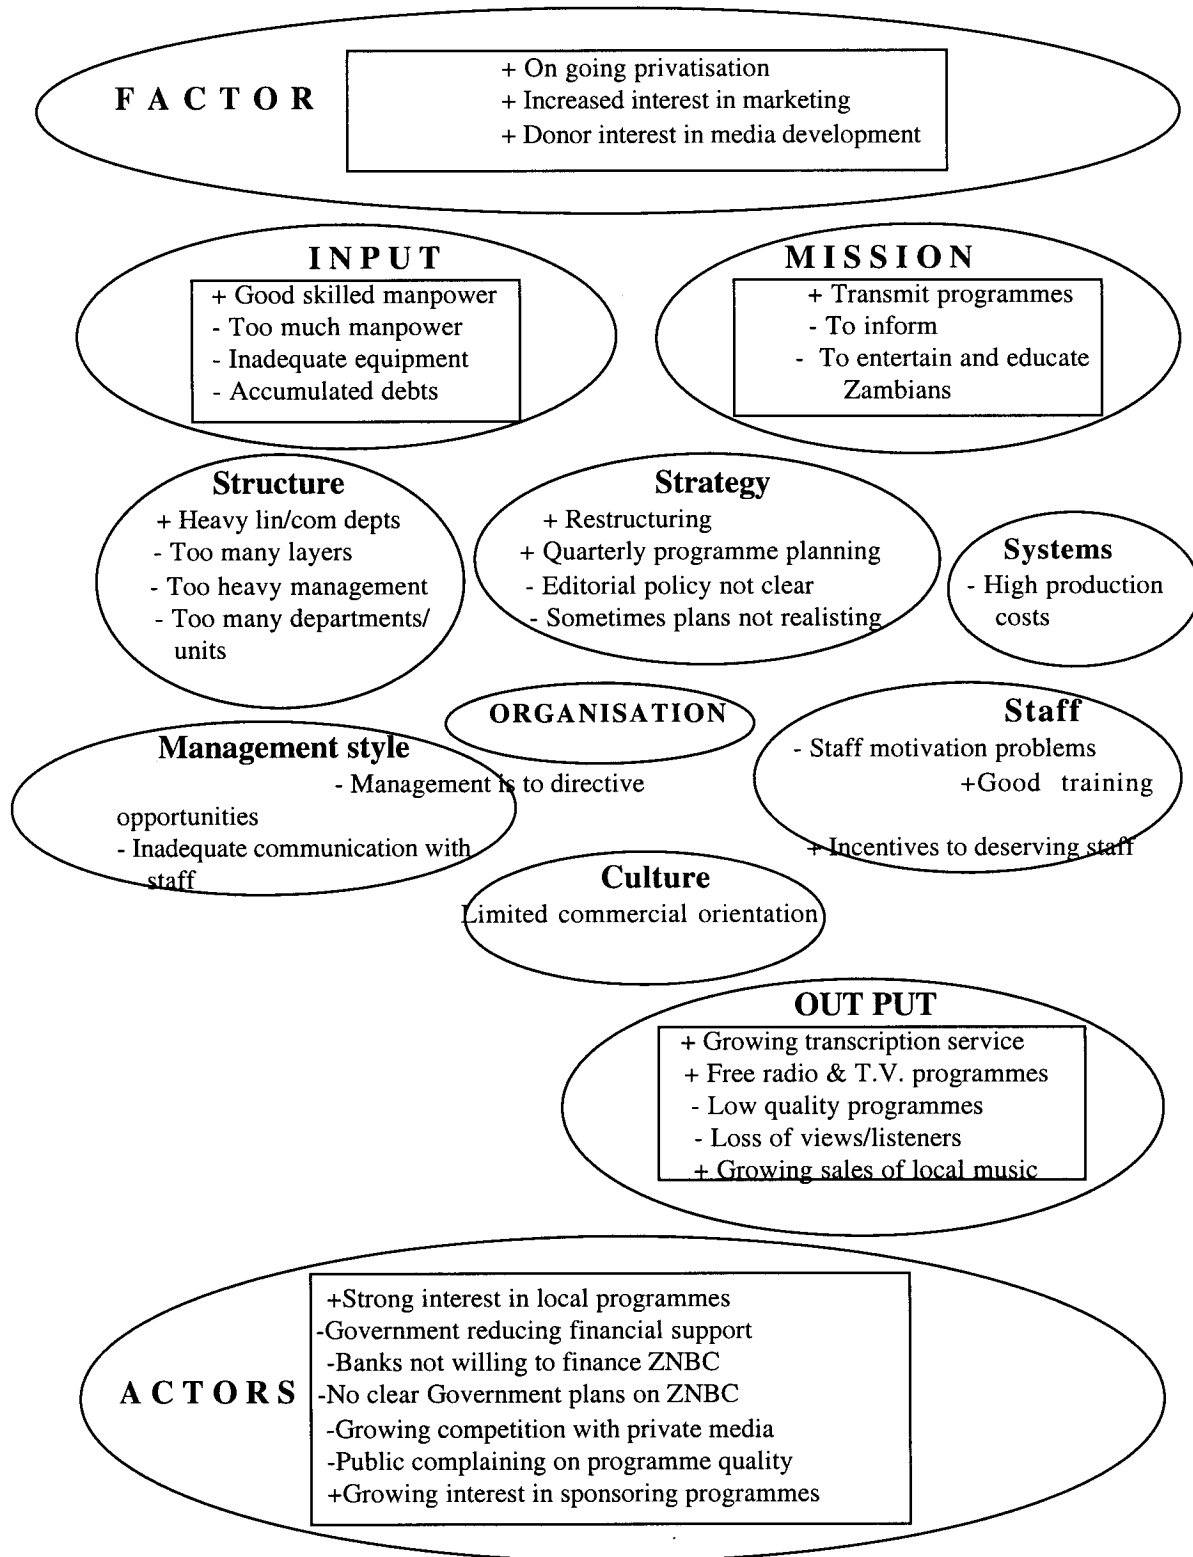 FACTOR
+ On going privatisation
+ Increased interest in marketing
+ Donor interest in media development
INPUT
+ Good skilled manpower
- Too much manpower
- Inadequate equipment
- Accumulated debts
MISSION
+ Transmit programmes
- To inform
- To entertain and educate
Zambians
Structure
+ Heavy lin/com depts
- Too many layers
- Too heavy management
- Too many departments/
units
Strategy
+ Restructuring
+ Quarterly programme planning
- Editorial policy not clear
- Sometimes plans not realisting
Systems
- High production
costs
ORGANISATION
Management style
- Management is to directive
opportunities
- Inadequate communication with
staff
Staff
- Staff motivation problems
+Good training
+ Incentives to deserving staff
Culture
Limited commercial orientation
OUT PUT
+ Growing transcription service
+ Free radio & T.V. programmes
- Low quality programmes
- Loss of views/listeners
+ Growing sales of local music
ACTORS
+Strong interest in local programmes
-Government reducing financial support
-Banks not willing to finance ZNBC
-No clear Government plans on ZNBC
-Growing competition with private media
-Public complaining on programme quality
+Growing interest in sponsoring programmes